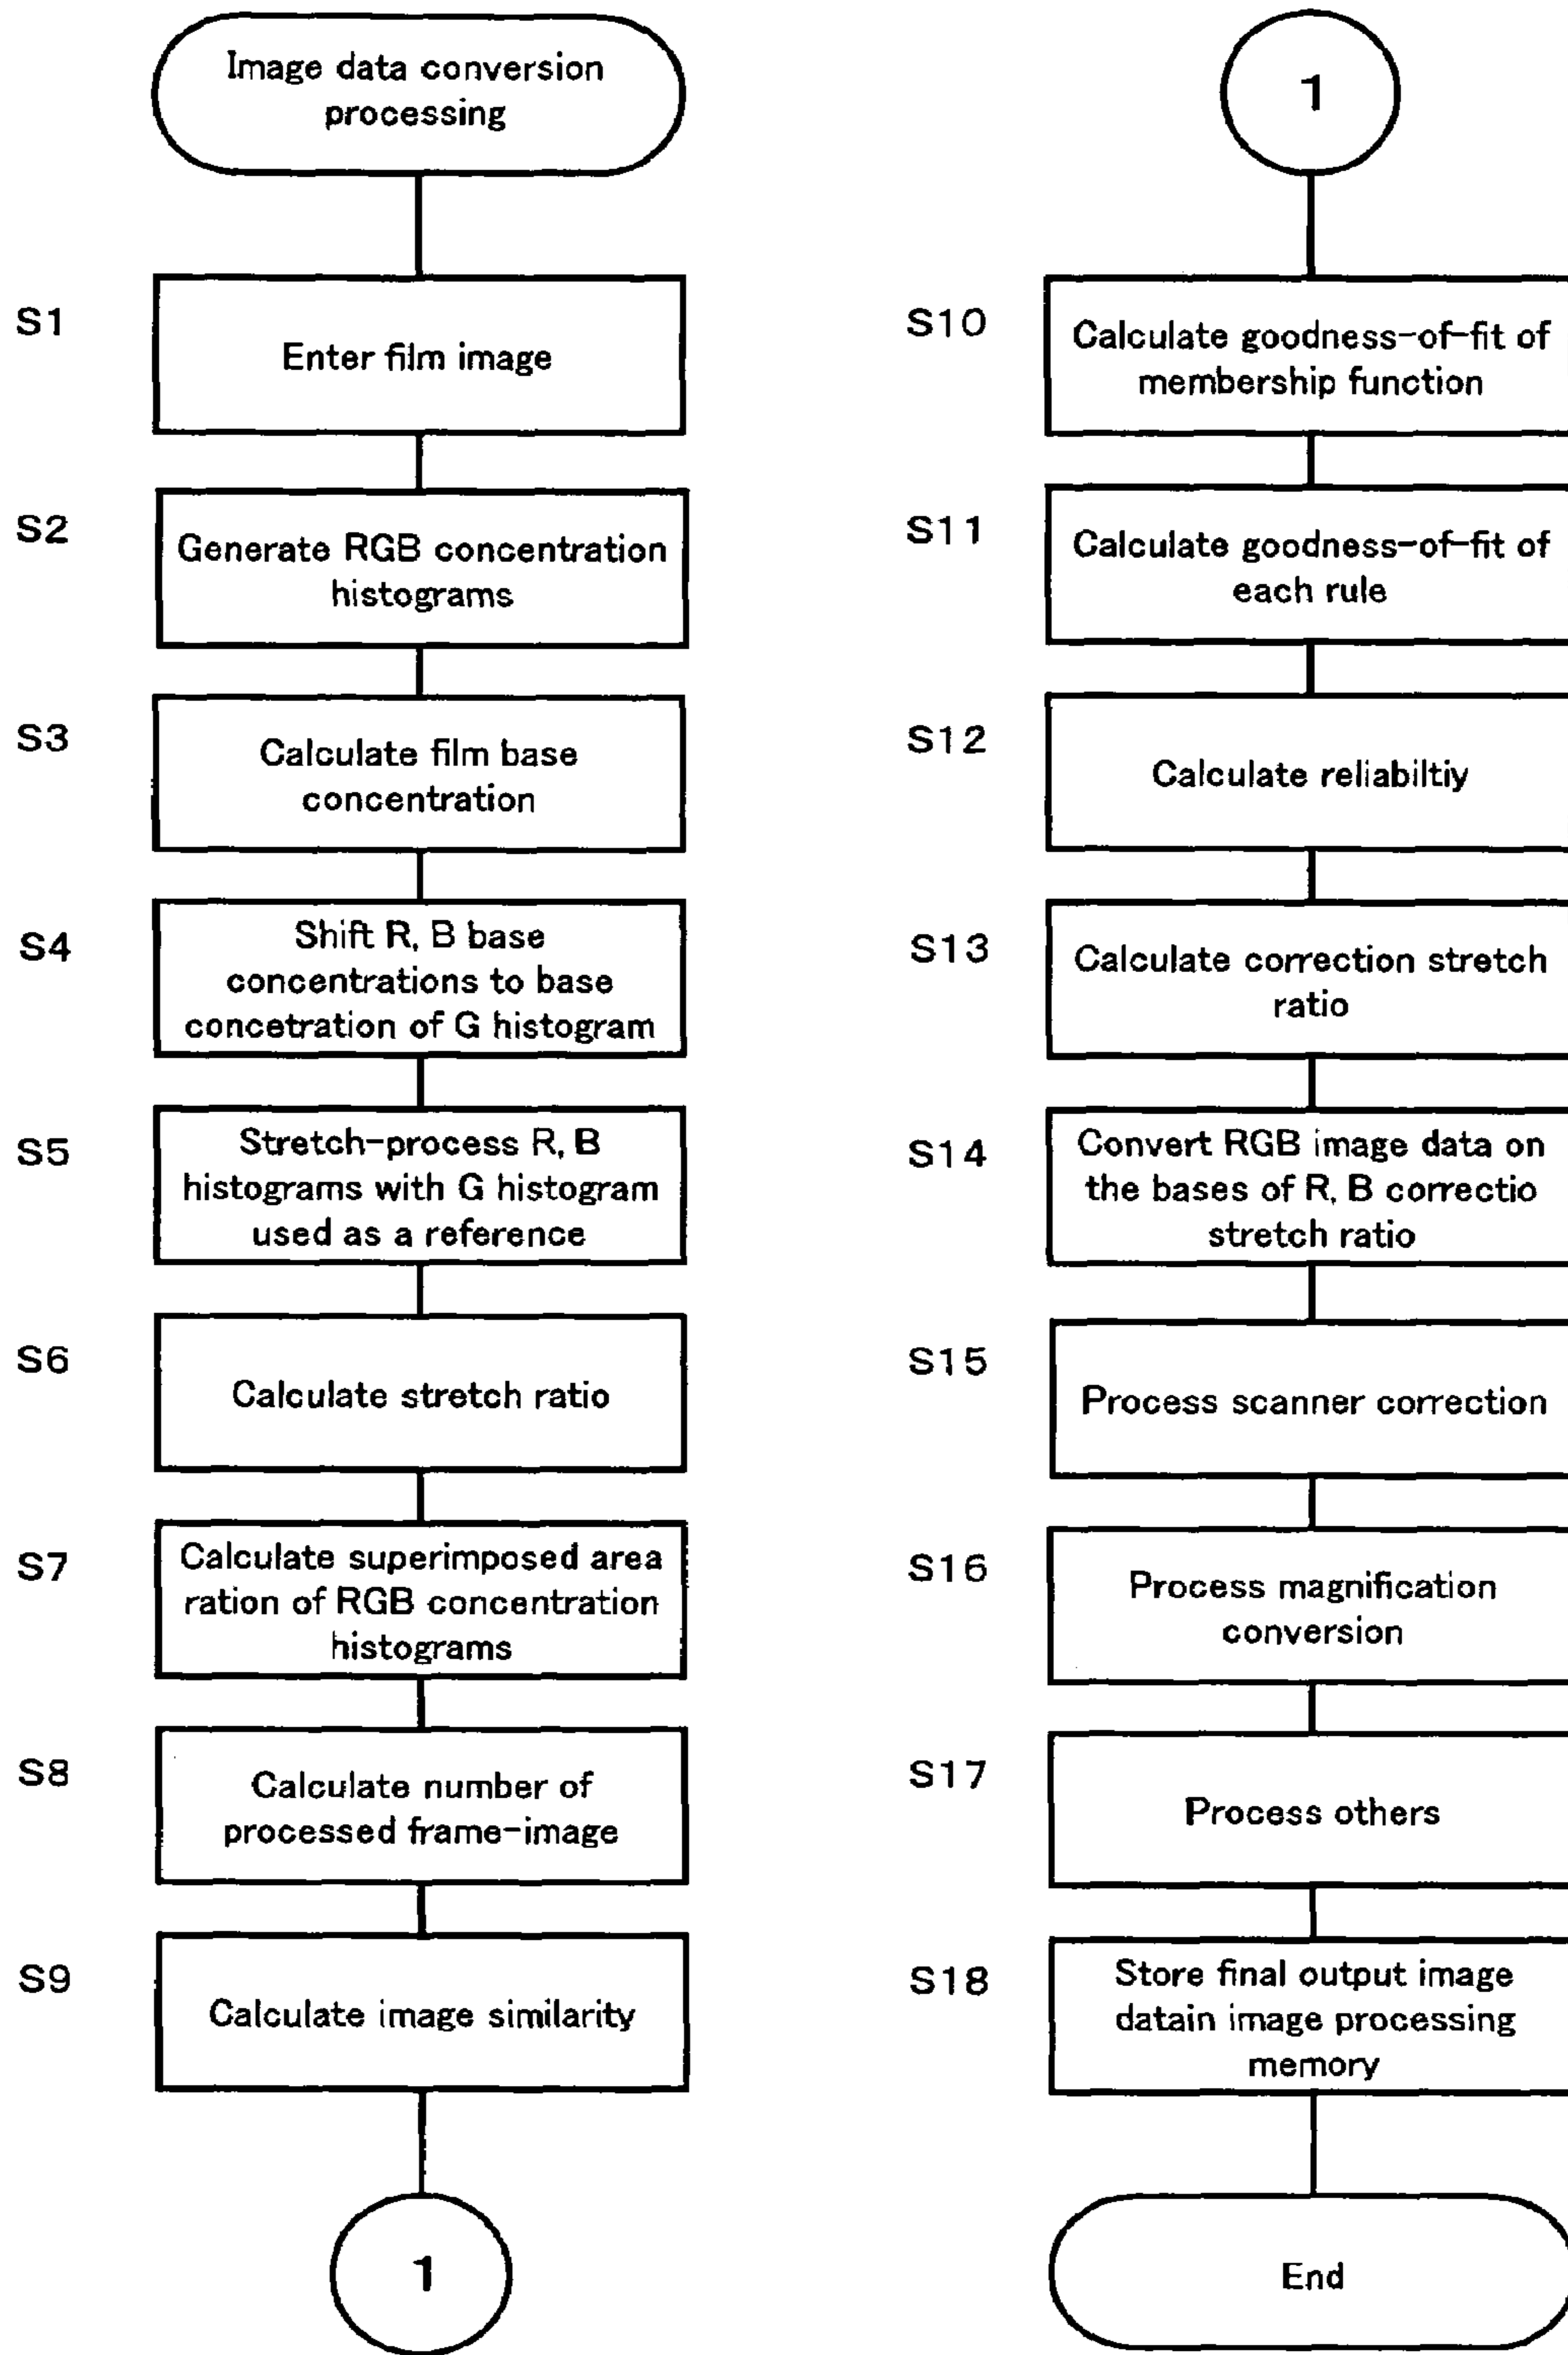 Image data conversion
processing
S1
Enter film image
S2
Generate RGB concentration
histograms
S3
Calculate film base
concentration
S4
Shift R, B base
concentrations to base
concetration of G histogram
S5
Stretch-process R, B
histograms with G histogram
used as a reference
S6
Calculate stretch ratio
S7
Calculate superimposed area
ration of RGB concentration
histograms
S8
Calculate number of
processed frame-image
S9
Calculate image similarity
1
1
S10
Calculate goodness-of-fit of
membership function
S11
Calculate goodness-of-fit of
each rule
S12
Calculate reliabiltiy
S13
Calculate correction stretch
ratio
S14
Convert RGB image data on
the bases of R, B correctio
stretch ratio
S15
Process scanner correction
S16
Process magnification
conversion
S17
Process others
S18
Store final output image
datain image processing
memory
End